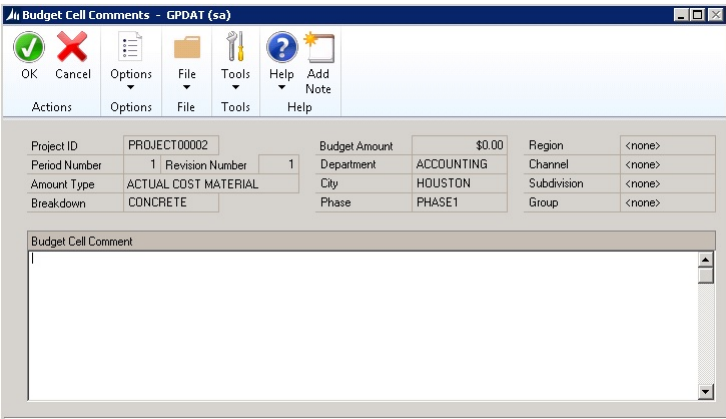 Budget Cell Comments - GPDAT (sa)
OK Cancel Options File Tools Help Add Note
Actions Options File Tools Help
Project ID PROJECT00002 Budget Amount $0.00 Region <none>
Period Number 1 Revision Number 1 Department ACCOUNTING Channel <none>
Amount Type ACTUAL COST MATERIAL City HOUSTON Subdivision <none>
Breakdown CONCRETE Phase PHASE1 Group <none>
Budget Cell Comment